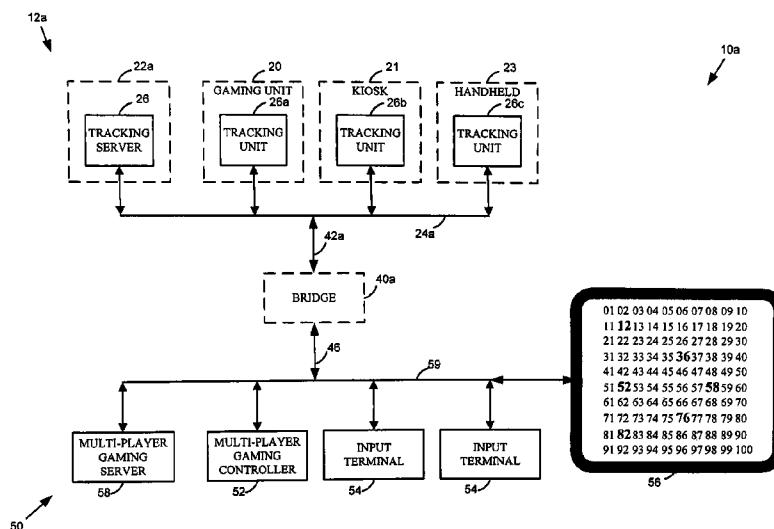 12a
10a
22a
20
21
23
GAMING UNIT
KIOSK
HANDHELD
26
26a
26b
26c
TRACKING
SERVER
TRACKING
UNIT
TRACKING
UNIT
TRACKING
UNIT
24a
42a
40a
BRIDGE
46
59
01 02 03 04 05 06 07 08 09 10
11 12 13 14 15 16 17 18 19 20
21 22 23 24 25 26 27 28 29 30
31 32 33 34 35 36 37 38 39 40
41 42 43 44 45 46 47 48 49 50
51 52 53 54 55 56 57 58 59 60
61 62 63 64 65 66 67 68 69 70
71 72 73 74 75 76 77 78 79 80
81 82 83 84 85 86 87 88 89 90
91 92 93 94 95 96 97 98 99 100
56
MULTI-PLAYER
GAMING
SERVER
58
MULTI-PLAYER
GAMING
CONTROLLER
52
INPUT
TERMINAL
54
INPUT
TERMINAL
54
50